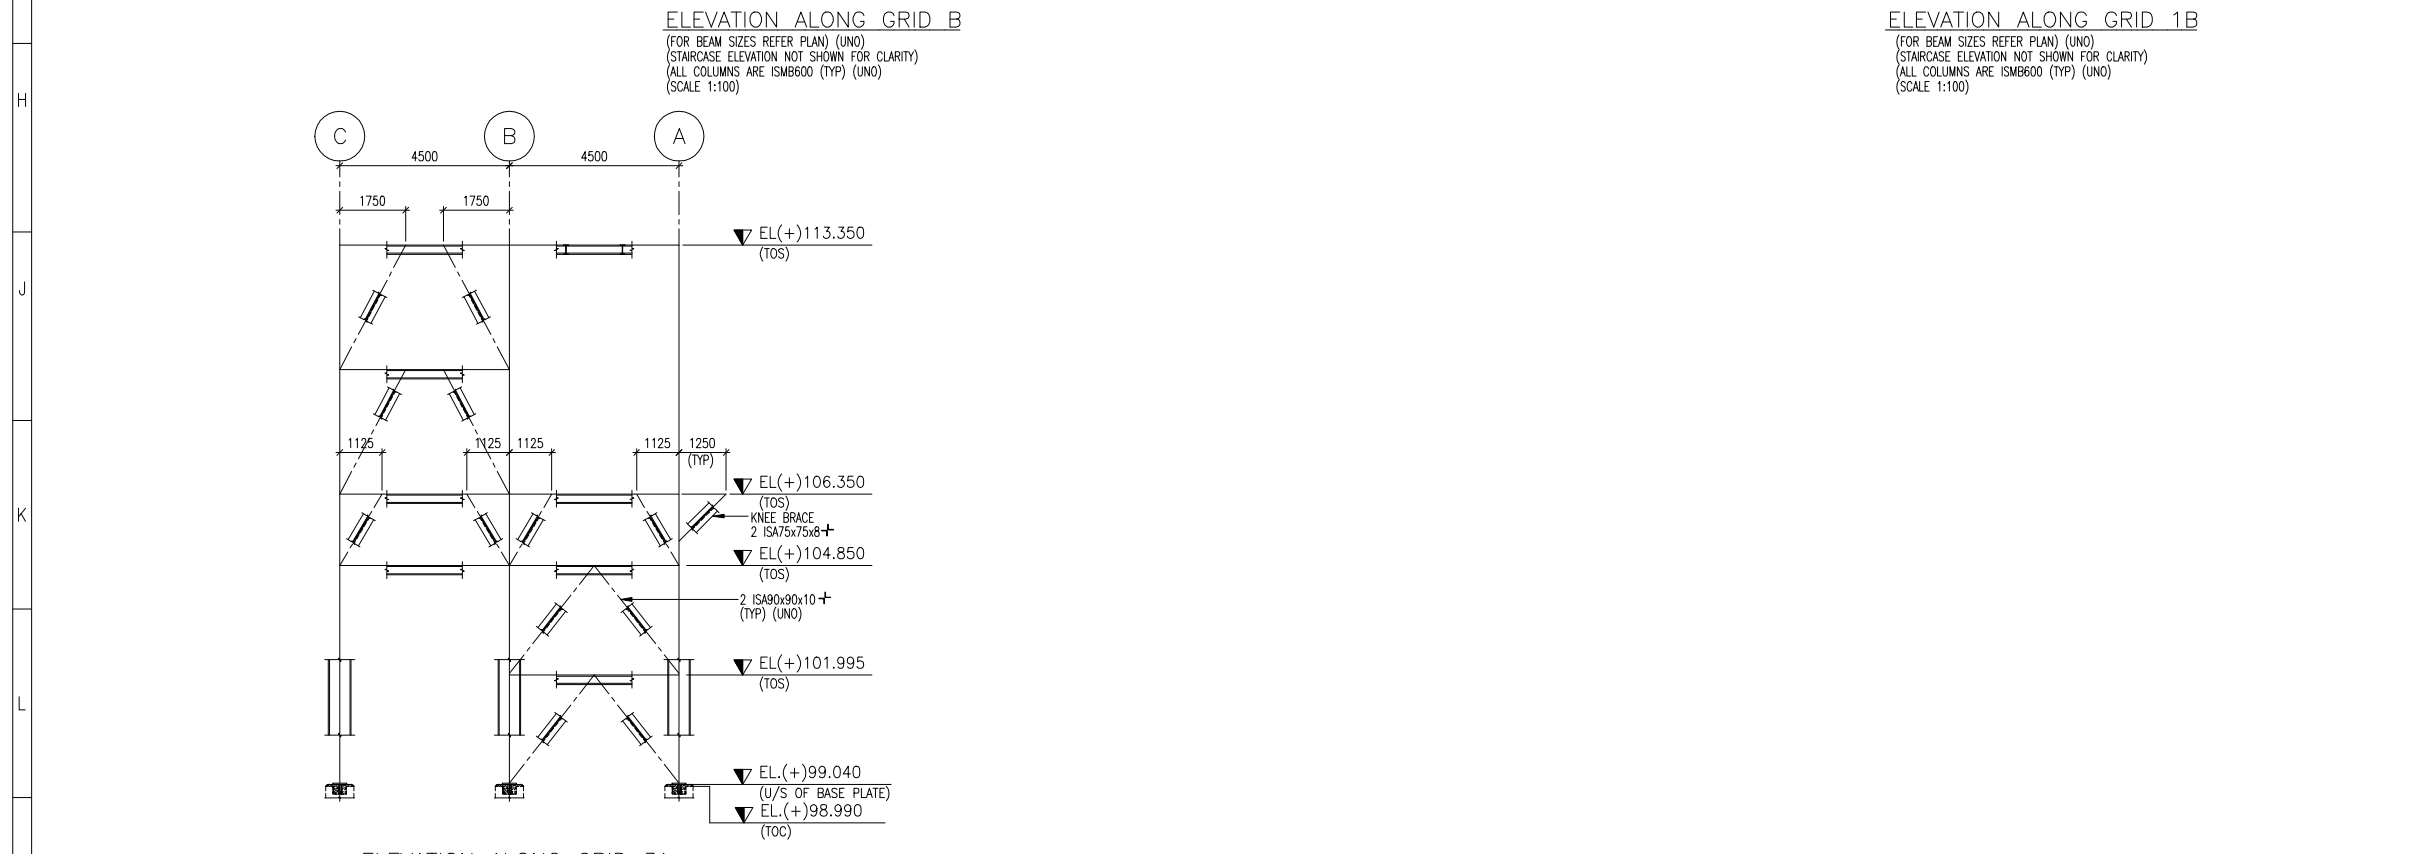 ELEVATION ALONG GRID B
(FOR BEAM SIZES REFER PLAN) (UNO)
(STAIRCASE ELEVATION NOT SHOWN FOR CLARITY)
(ALL COLUMNS ARE ISMB600 (TYP) (UNO)
(SCALE 1:100)
ELEVATION ALONG GRID 1B
(FOR BEAM SIZES REFER PLAN) (UNO)
(STAIRCASE ELEVATION NOT SHOWN FOR CLARITY)
(ALL COLUMNS ARE ISMB600 (TYP) (UNO)
(SCALE 1:100)
H
J
K
L
C B A
4500 4500
1750 1750
EL(+)113.350
(TOS)
1125 1125 1125 1125 1250
(TYP)
EL(+)106.350
(TOS)
KNEE BRACE
2 ISA75x75x8
EL(+)104.850
(TOS)
2 ISA90x90x10
(TYP) (UNO)
EL(+)101.995
(TOS)
EL.(+)99.040
(U/S OF BASE PLATE)
EL.(+)98.990
(TOC)
ELEVATION ALONG GRID